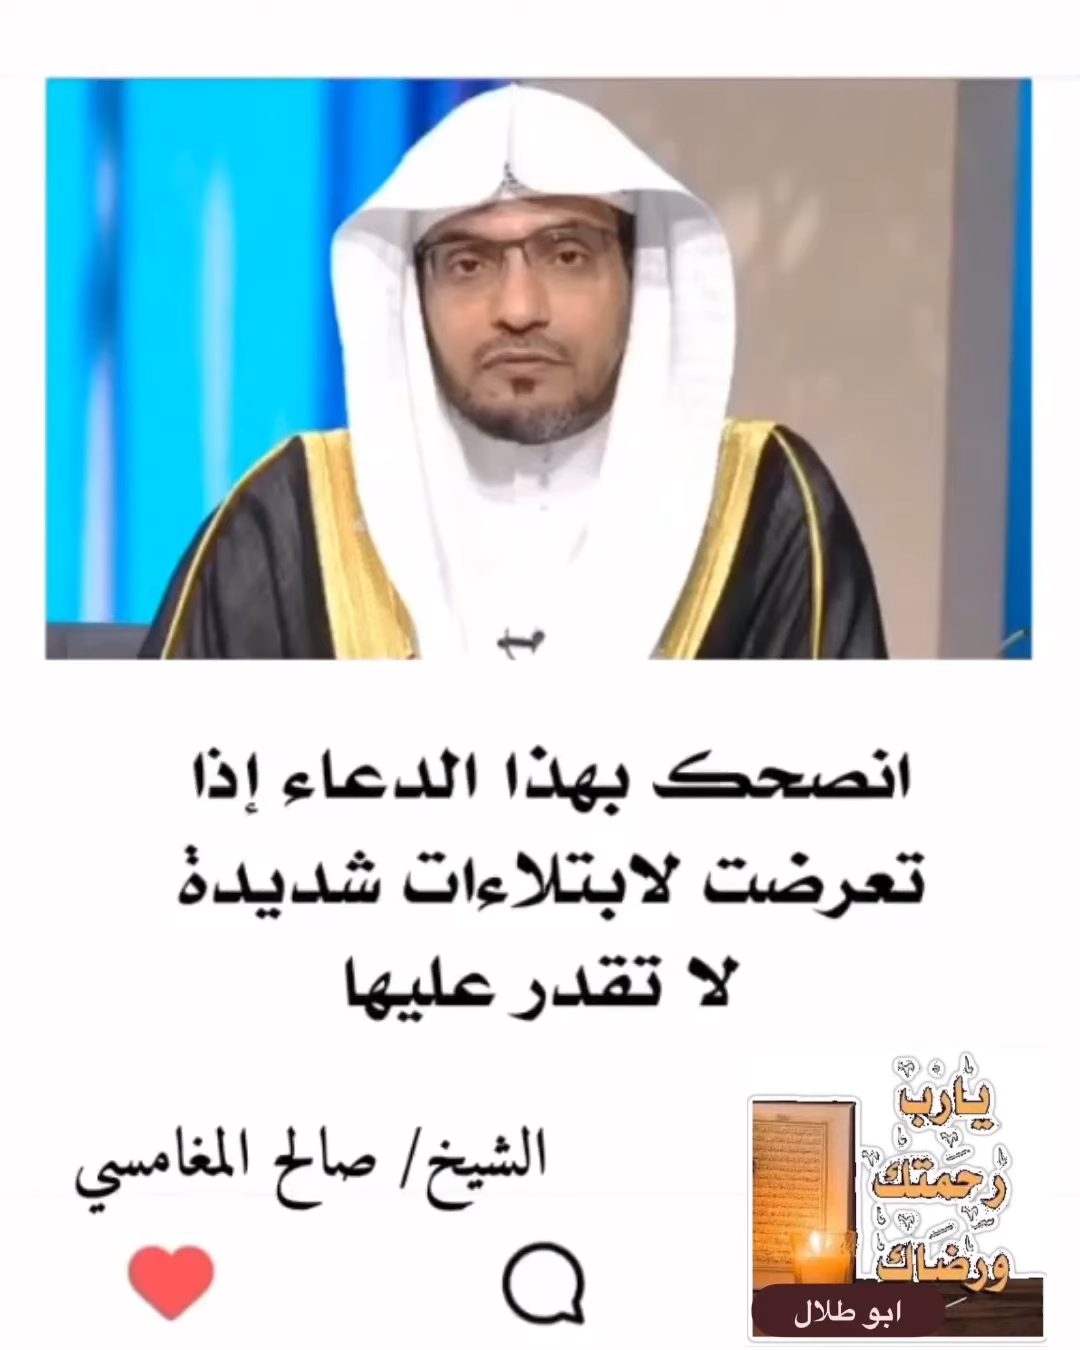 انصحك بهذا الدعاء إذا
تعرضت لابتلاءات شديدة
لا تقدر عليها
الشيخ/ صالح المغامسي
يارب
رحمتك
ورضاك
ابو طلال